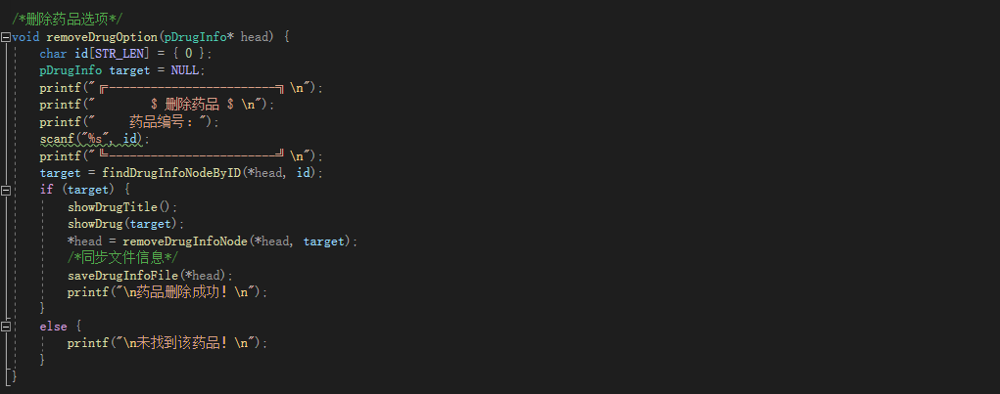 /*删除药品选项*/
void removeDrugOption(pDrugInfo* head) {
    char id[STR_LEN] = { 0 };
    pDrugInfo target = NULL;
    printf("╔------------------------╗\n");
    printf("        $ 删除药品 $ \n");
    printf("     药品编号：");
    scanf("%s", id);
    printf("╚------------------------╝\n");
    target = findDrugInfoNodeByID(*head, id);
    if (target) {
        showDrugTitle();
        showDrug(target);
        *head = removeDrugInfoNode(*head, target);
        /*同步文件信息*/
        saveDrugInfoFile(*head);
        printf("\n药品删除成功！\n");
    }
    else {
        printf("\n未找到该药品！\n");
    }
}